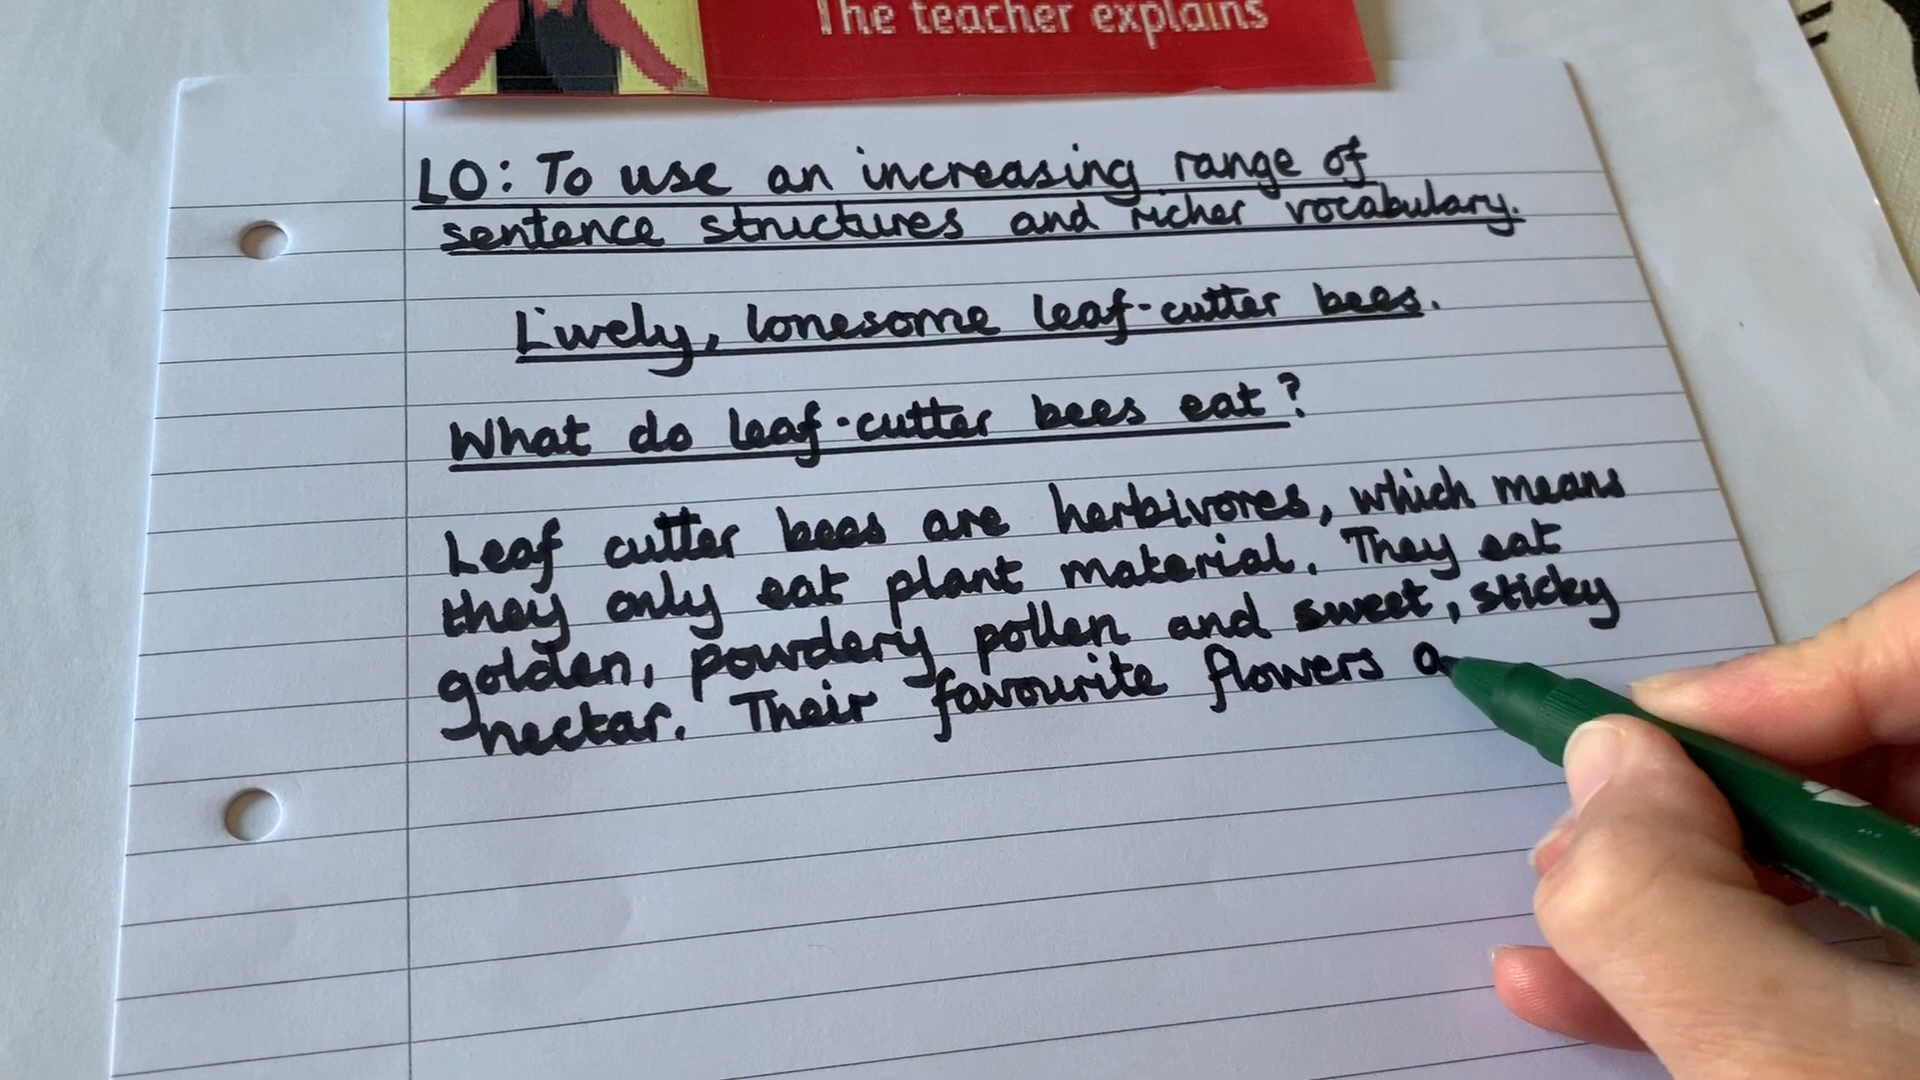 The teacher explains
LO: To use an increasing range of
sentence structures and richer vocabulary.
Lively, lonesome leaf-cutter bees.
What do leaf-cutter bees eat?
Leaf cutter bees are herbivores, which means
they only eat plant material. They eat
golden, powdery pollen and sweet, sticky
nectar. Their favourite flowers a